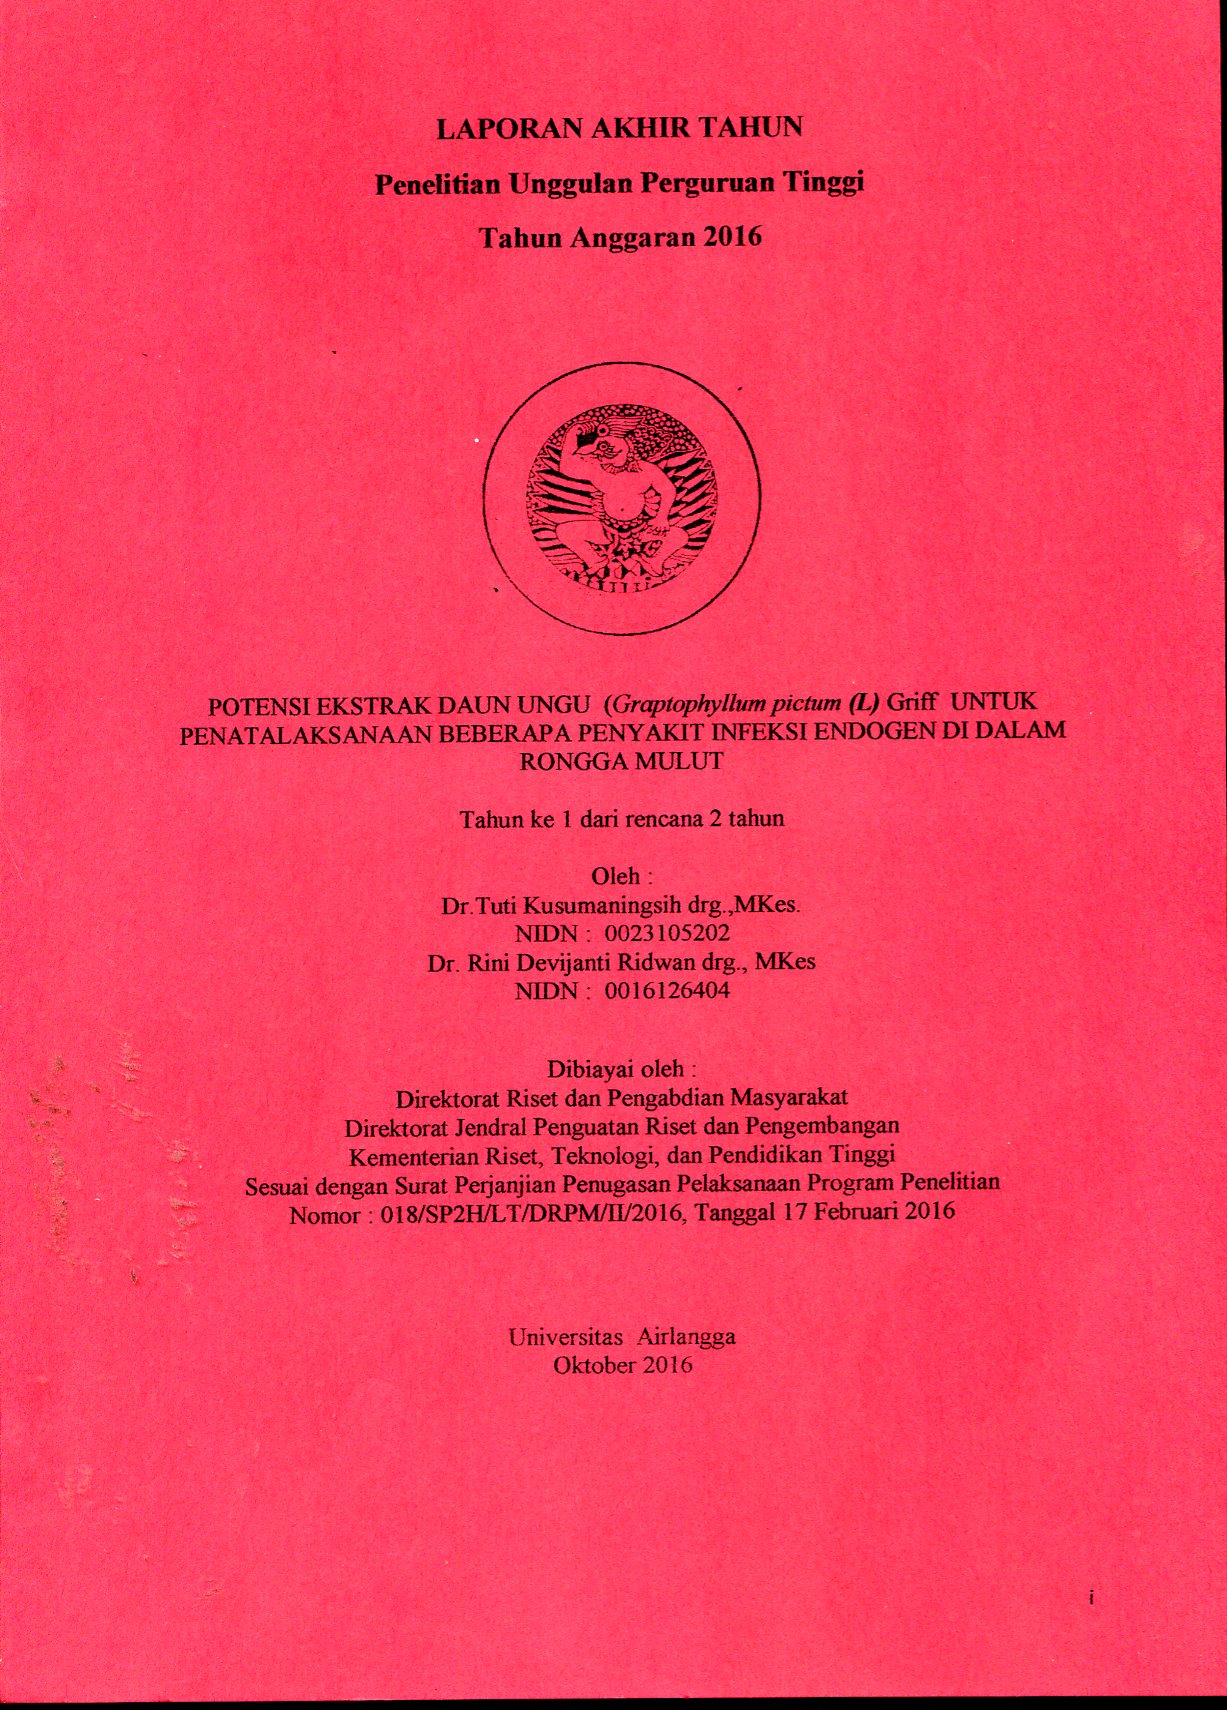 LAPORAN AKHIR TAHUN
Penelitian Unggulan Perguruan Tinggi
Tahun Anggaran 2016
POTENSI EKSTRAK DAUN UNGU (Graptophyllum pictum (L) Griff UNTUK
PENATALAKSANAAN BEBERAPA PENYAKIT INFEKSI ENDOGEN DI DALAM
RONGGA MULUT
Tahun ke 1 dari rencana 2 tahun
Oleh :
Dr.Tuti Kusumaningsih drg.,MKes.
NIDN : 0023105202
Dr. Rini Devijanti Ridwan drg., MKes
NIDN : 0016126404
Dibiayai oleh :
Direktorat Riset dan Pengabdian Masyarakat
Direktorat Jendral Penguatan Riset dan Pengembangan
Kementerian Riset, Teknologi, dan Pendidikan Tinggi
Sesuai dengan Surat Perjanjian Penugasan Pelaksanaan Program Penelitian
Nomor : 018/SP2H/LT/DRPM/II/2016, Tanggal 17 Februari 2016
Universitas Airlangga
Oktober 2016
i